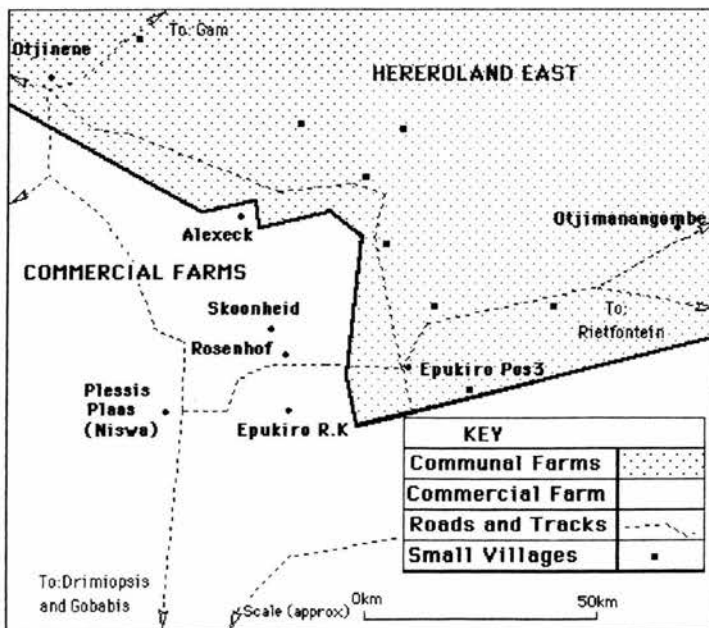 To: Gam
Otjinene
HEREROLAND EAST
Otjimanangombe
Alexeck
COMMERCIAL FARMS
Skoonheid
To:
Rietfontein
Rosenhof
Epukiro Pos3
Plessis
Plaas
(Niswa)
Epukiro R.K
KEY
Communal Farms
Commercial Farm
Roads and Tracks
Small Villages
To:Drimiopsis
and Gobabis
Scale (approx)
0km
50km